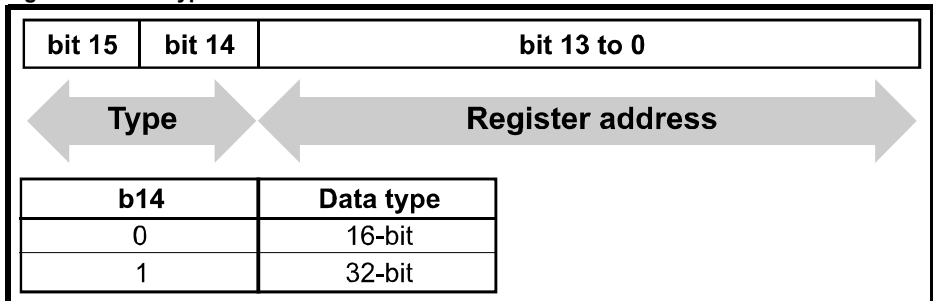 bit 15 bit 14 bit 13 to 0
Type Register address
b14 Data type
0 16-bit
1 32-bit